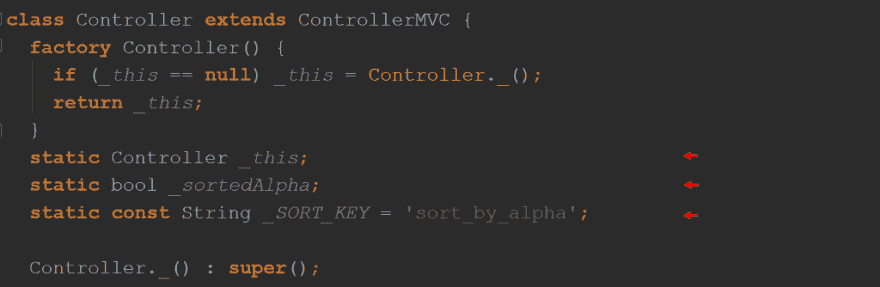 class Controller extends ControllerMVC {
  factory Controller() {
    if (_this == null) _this = Controller._();
    return _this;
  }
  static Controller _this;
  static bool _sortedAlpha;
  static const String _SORT_KEY = 'sort_by_alpha';

  Controller._() : super();